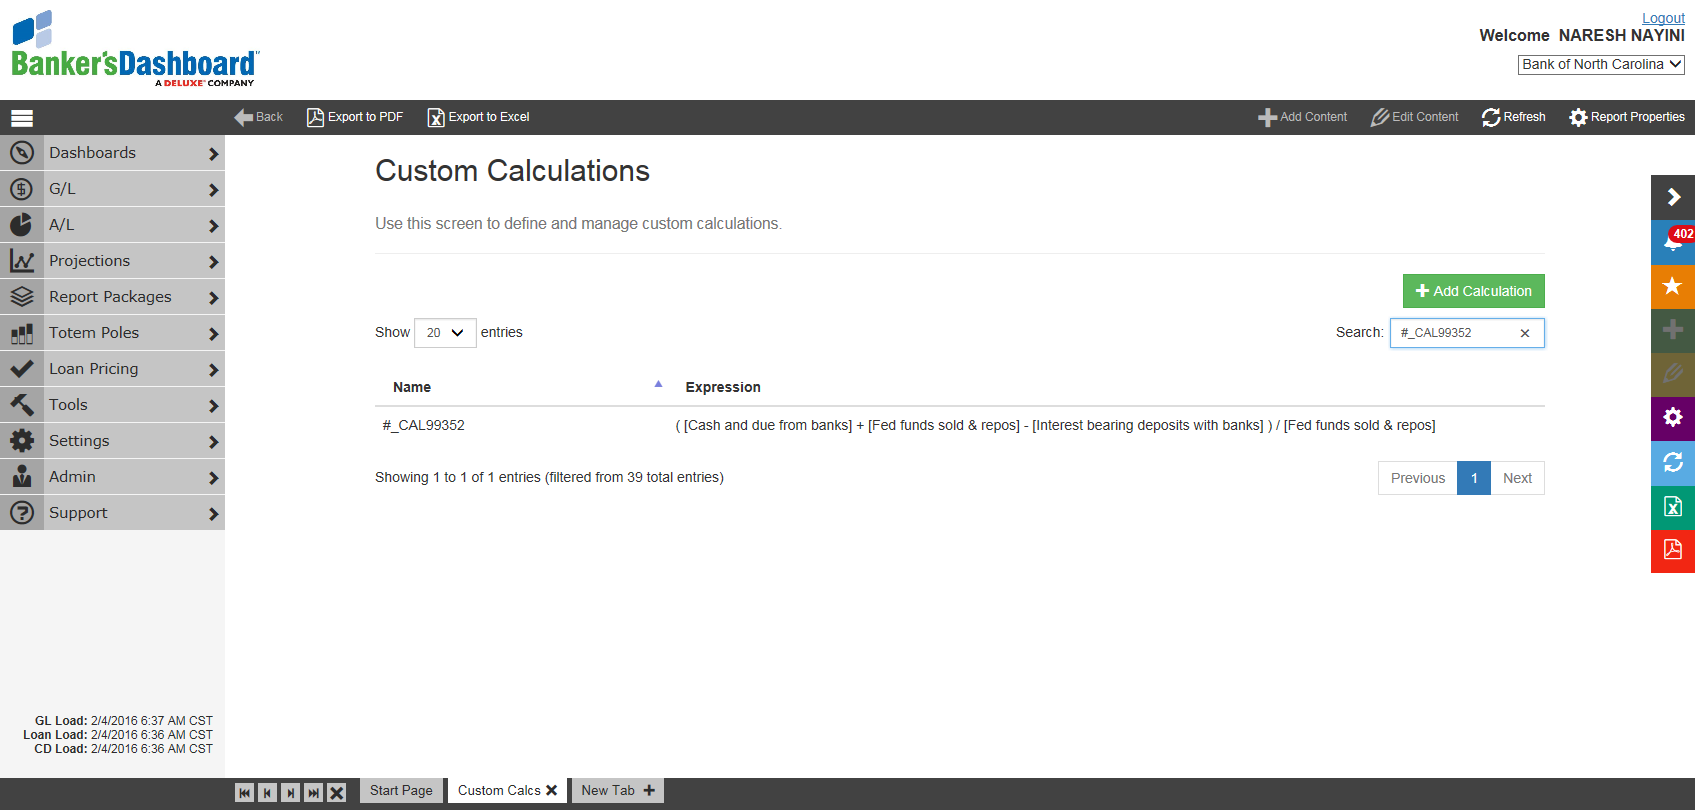 Logout
Banker'sDashboard
A DELUXE COMPANY
Welcome NARESH NAYINI
Bank of North Carolina
Back
Export to PDF
Export to Excel
Add Content
Edit Content
Refresh
Report Properties
Dashboards
G/L
A/L
Projections
Report Packages
Totem Poles
Loan Pricing
Tools
Settings
Admin
Support
Custom Calculations
Use this screen to define and manage custom calculations.
402
+ Add Calculation
Show 20 entries
Search: #_CAL99352 ×
Name
Expression
#_CAL99352
( [Cash and due from banks] + [Fed funds sold & repos] - [Interest bearing deposits with banks] ) / [Fed funds sold & repos]
Showing 1 to 1 of 1 entries (filtered from 39 total entries)
Previous
1
Next
GL Load: 2/4/2016 6:37 AM CST
Loan Load: 2/4/2016 6:36 AM CST
CD Load: 2/4/2016 6:36 AM CST
Start Page
Custom Calcs
New Tab